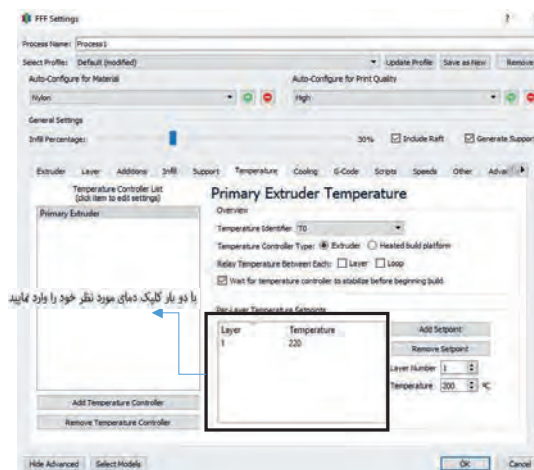 FFF Settings ?
Process Name: Process1
Select Profile: Default (modified) Update Profile Save as New Remove
Auto-Configure for Material Auto-Configure for Print Quality
Nylon High
General Settings
Infill Percentage: 30% Include Raft Generate Support
Extruder Layer Additions Infill Support Temperature Cooling G-Code Scripts Speeds Other Advar
Temperature Controller List
(click item to edit settings)
Primary Extruder
Primary Extruder Temperature
Overview
Temperature Identifier T0
Temperature Controller Type: Extruder Heated build platform
Relay Temperature Between Each: Layer Loop
Wait for temperature controller to stabilize before beginning build
با دو بار کلیک دمای مورد نظر خود را وارد نمایید
Per-Layer Temperature Setpoints
Layer Temperature
1 220
Add Setpoint
Remove Setpoint
Layer Number 1
Temperature 200 °C
Add Temperature Controller
Remove Temperature Controller
Hide Advanced Select Models OK Cancel